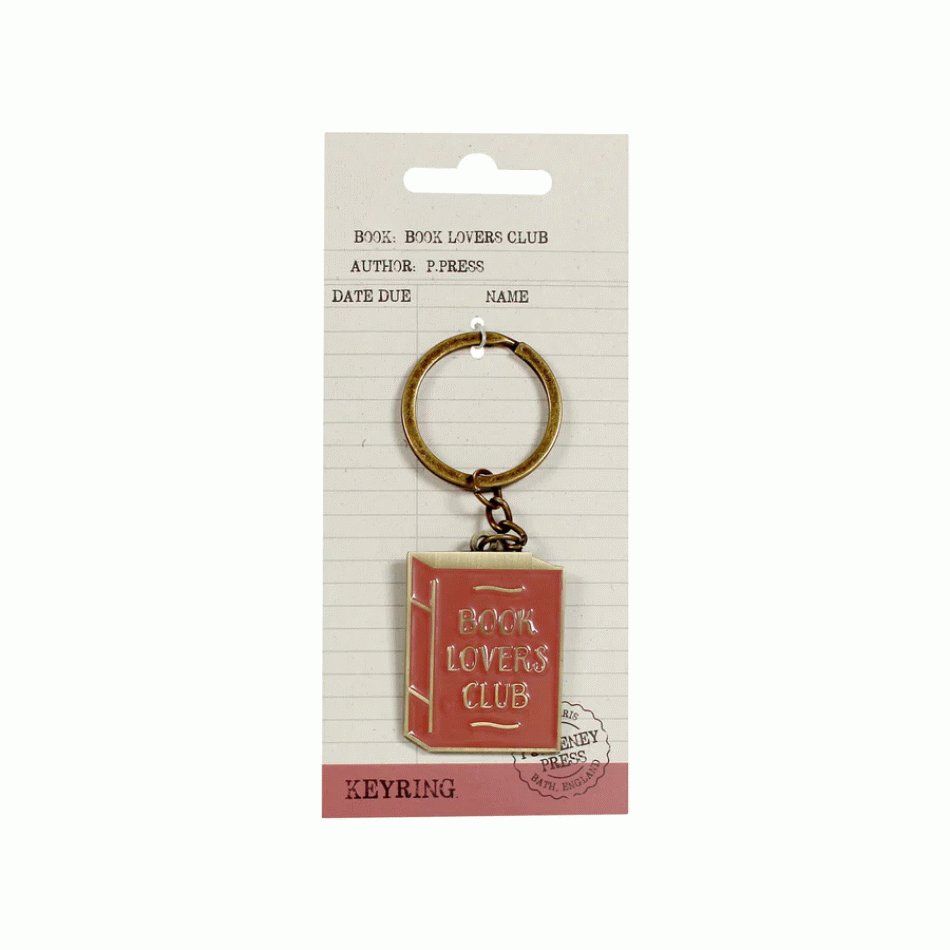 BOOK: BOOK LOVERS CLUB
AUTHOR: P.PRESS
DATE DUE NAME
BOOK
LOVERS
CLUB
PRESS
BATH, ENGLAND
KEYRING